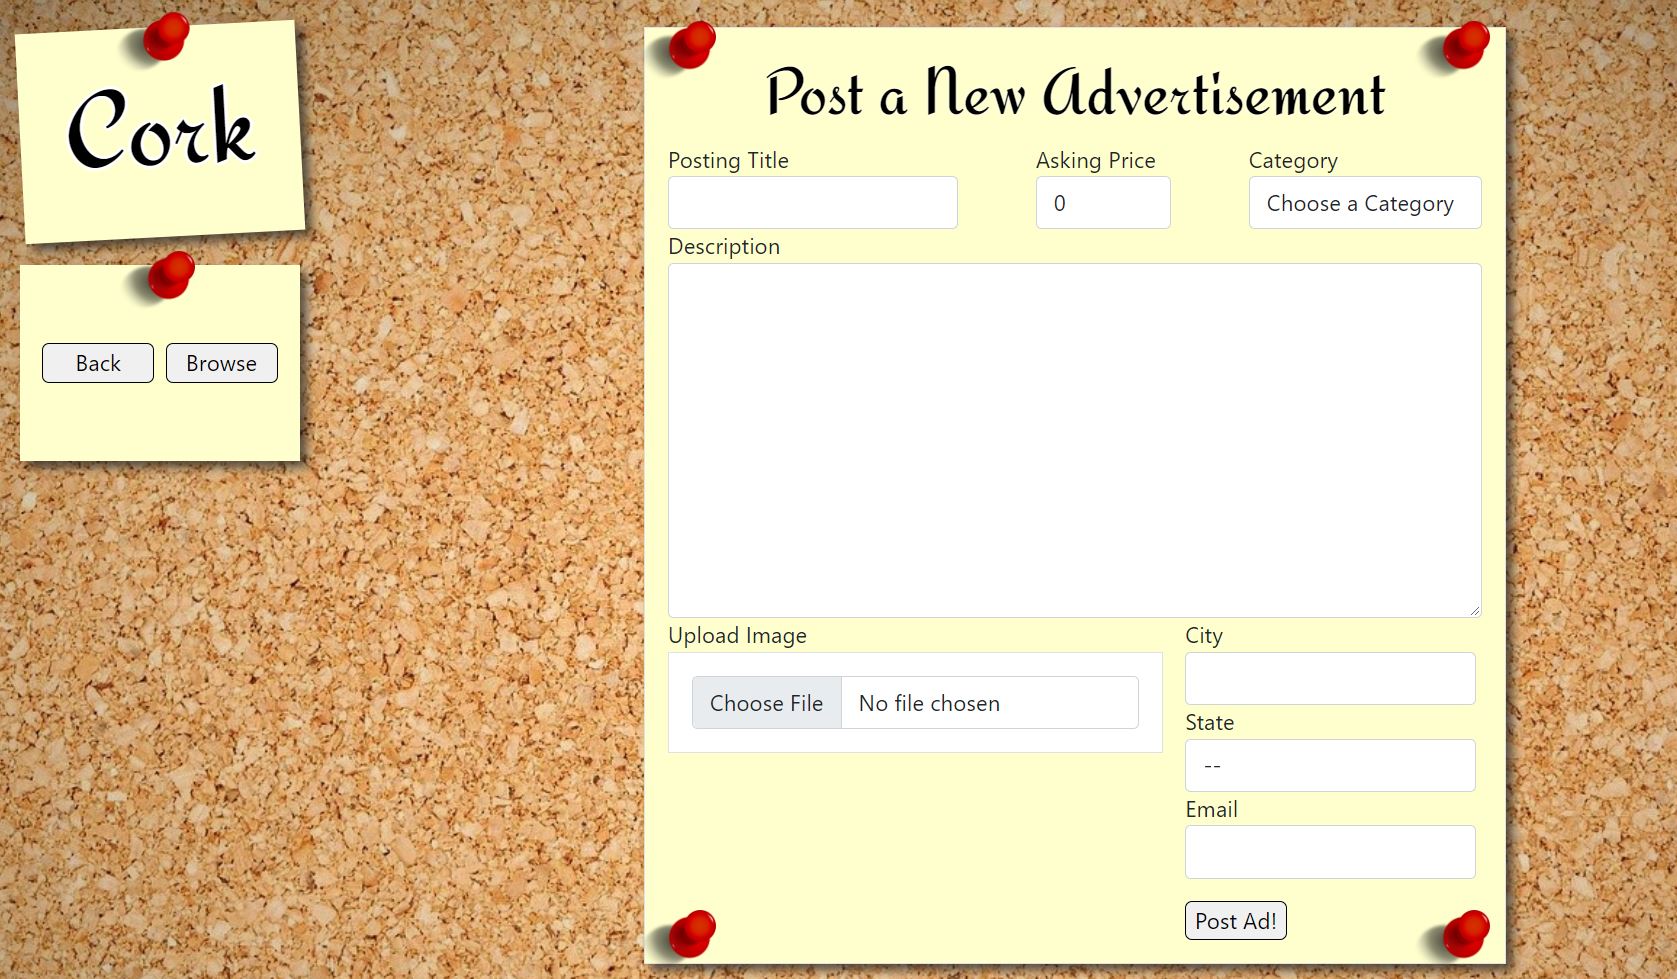 Cork
Back
Browse
Post a New Advertisement
Posting Title
Asking Price
Category
0
Choose a Category
Description
Upload Image
Choose File
No file chosen
City
State
--
Email
Post Ad!